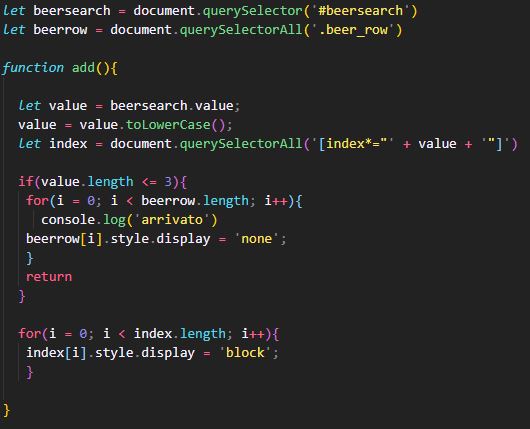 let beersearch = document.querySelector('#beersearch')
let beerrow = document.querySelectorAll('.beer_row')
function add(){
let value = beersearch.value;
value = value.toLowerCase();
let index = document.querySelectorAll('[index*="' + value + '"]')
if(value.length <= 3){
for(i = 0; i < beerrow.length; i++){
console.log('arrivato')
beerrow[i].style.display = 'none';
}
return
}
for(i = 0; i < index.length; i++){
index[i].style.display = 'block';
}
}